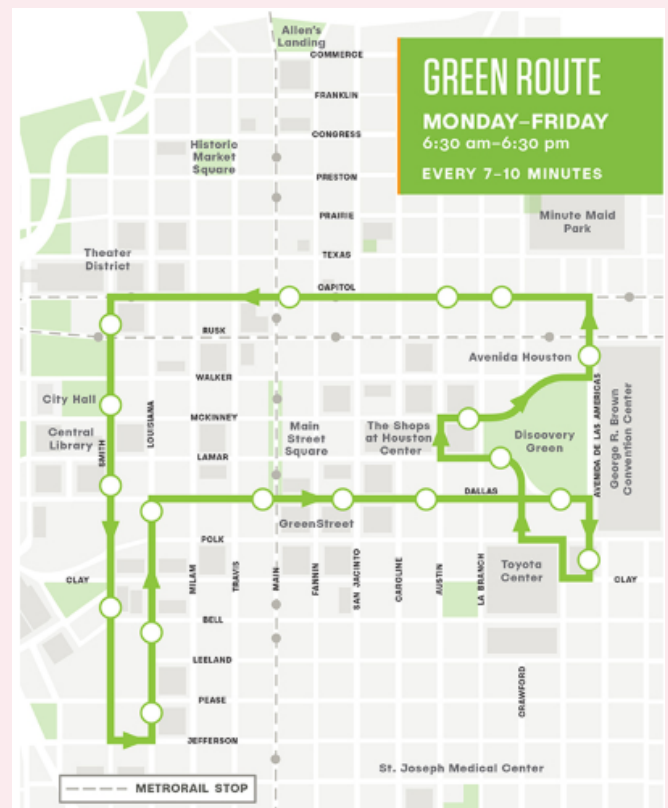 Allen's
Landing
COMMERCE
GREEN ROUTE
MONDAY–FRIDAY
6:30 am–6:30 pm
EVERY 7–10 MINUTES
FRANKLIN
CONGRESS
Historic
Market
Square
PRESTON
PRAIRIE
Minute Maid
Park
Theater
District
TEXAS
CAPITOL
RUSK
Avenida Houston
WALKER
City Hall
MCKINNEY
LOUISIANA
Central
Library
SMITH
Main
Street
Square
The Shops
at Houston
Center
Discovery
Green
AVENIDA DE LAS AMERICAS
George R. Brown
Convention Center
LAMAR
DALLAS
GreenStreet
POLK
CLAY
MILAM
TRAVIS
MAIN
FANNIN
SAN JACINTO
CAROLINE
AUSTIN
LA BRANCH
Toyota
Center
CLAY
BELL
LEELAND
PEASE
CRAWFORD
JEFFERSON
St. Joseph Medical Center
METRORAIL STOP